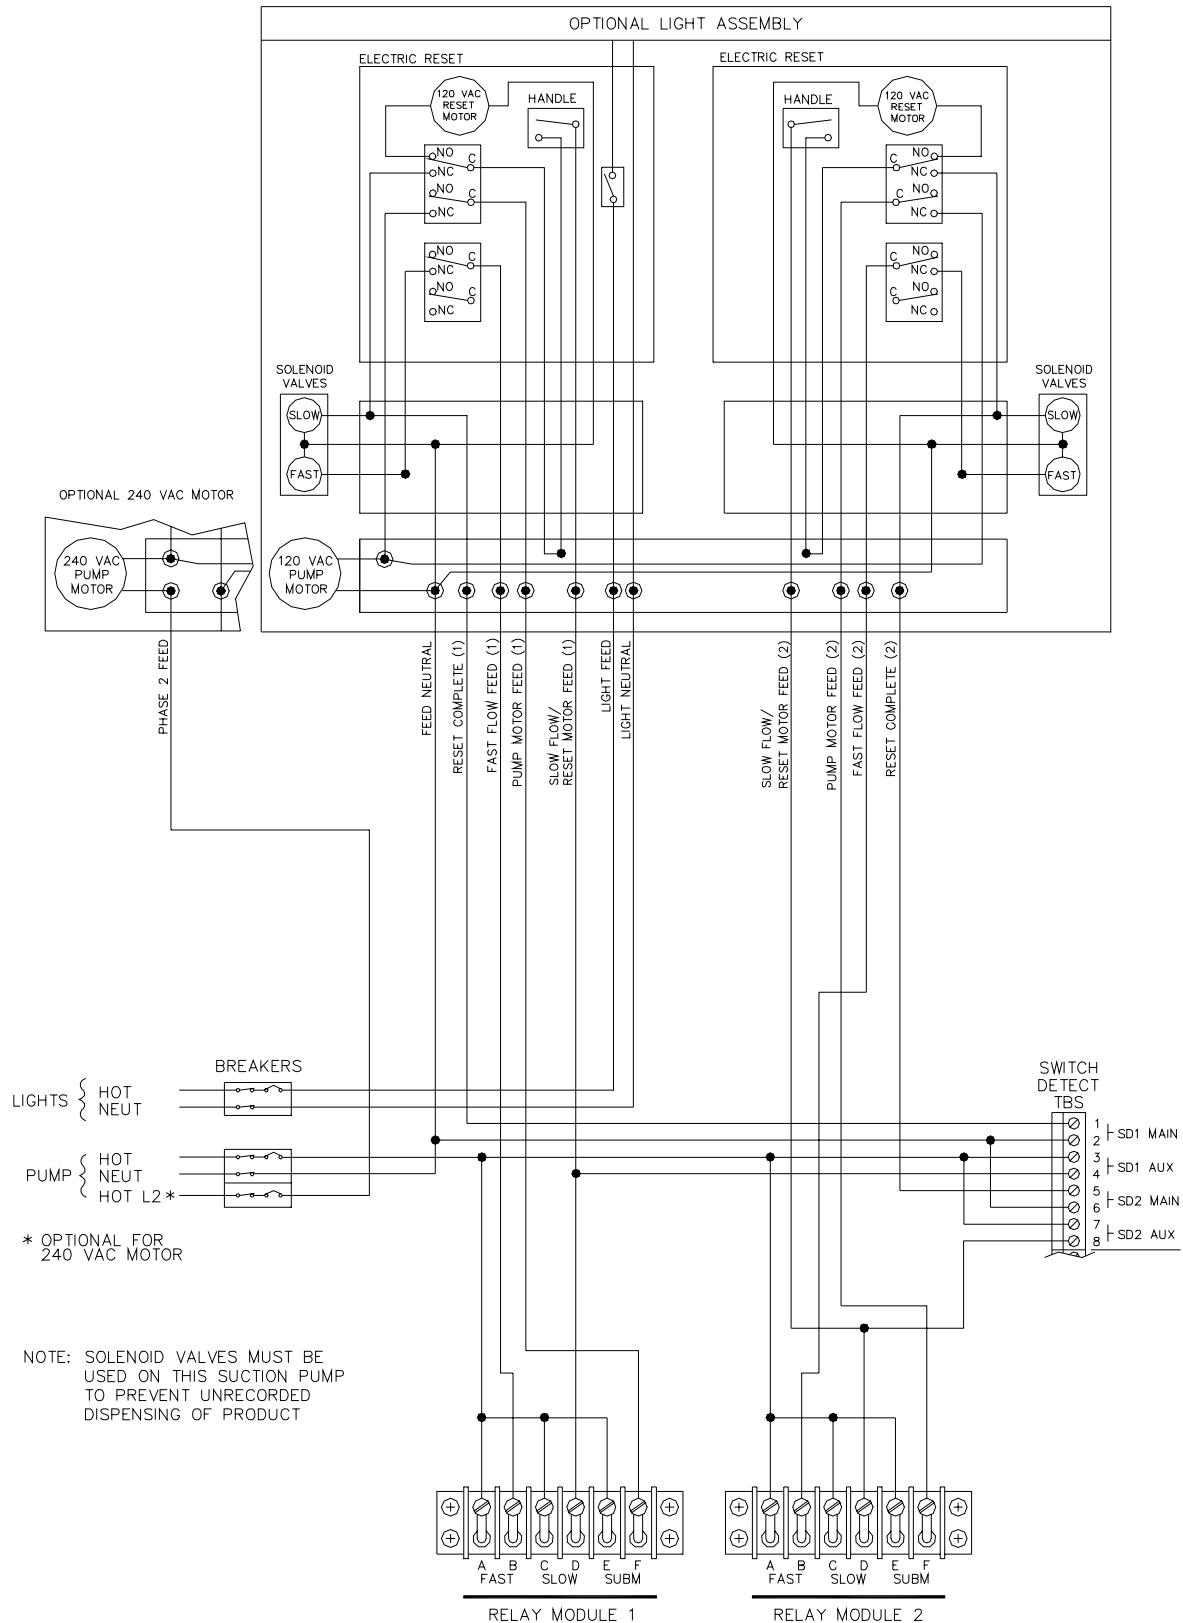 OPTIONAL LIGHT ASSEMBLY
ELECTRIC RESET
120 VAC
RESET
MOTOR
HANDLE
NO
C
NC
NO
C
NC
NO
C
NC
NO
C
NC
ELECTRIC RESET
HANDLE
120 VAC
RESET
MOTOR
C
NO
NC
C
NO
NC
C
NO
NC
C
NO
NC
SOLENOID
VALVES
SLOW
FAST
SOLENOID
VALVES
SLOW
FAST
OPTIONAL 240 VAC MOTOR
240 VAC
PUMP
MOTOR
120 VAC
PUMP
MOTOR
PHASE 2 FEED
FEED NEUTRAL
RESET COMPLETE (1)
FAST FLOW FEED (1)
PUMP MOTOR FEED (1)
SLOW FLOW/
RESET MOTOR FEED (1)
LIGHT FEED
LIGHT NEUTRAL
SLOW FLOW/
RESET MOTOR FEED (2)
PUMP MOTOR FEED (2)
FAST FLOW FEED (2)
RESET COMPLETE (2)
BREAKERS
LIGHTS
HOT
NEUT
PUMP
HOT
NEUT
HOT L2*
* OPTIONAL FOR
240 VAC MOTOR
SWITCH
DETECT
TBS
1
2
SD1 MAIN
3
4
SD1 AUX
5
6
SD2 MAIN
7
8
SD2 AUX
NOTE: SOLENOID VALVES MUST BE
USED ON THIS SUCTION PUMP
TO PREVENT UNRECORDED
DISPENSING OF PRODUCT
A B C D E F
FAST SLOW SUBM
RELAY MODULE 1
A B C D E F
FAST SLOW SUBM
RELAY MODULE 2